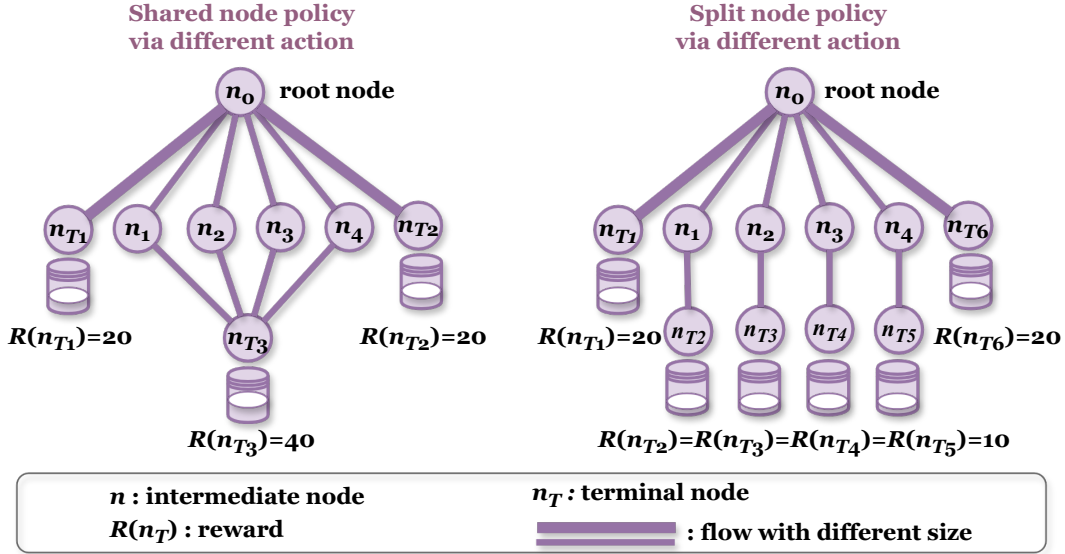 Shared node policy
via different action
n0 root node
nT1 n1 n2 n3 n4 nT2
R(nT1)=20
R(nT2)=20
nT3
R(nT3)=40
Split node policy
via different action
n0 root node
nT1 n1 n2 n3 n4 nT6
R(nT1)=20
nT2 nT3 nT4 nT5
R(nT6)=20
R(nT2)=R(nT3)=R(nT4)=R(nT5)=10
n : intermediate node
nT : terminal node
R(nT) : reward
: flow with different size